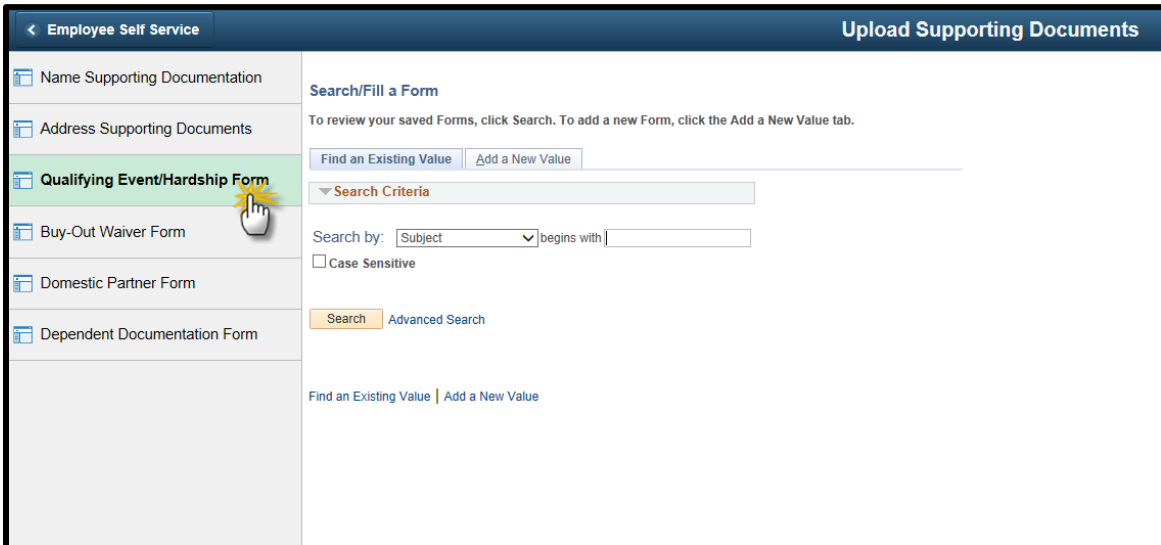 Employee Self Service
Upload Supporting Documents
Name Supporting Documentation
Address Supporting Documents
Qualifying Event/Hardship Form
Buy-Out Waiver Form
Domestic Partner Form
Dependent Documentation Form
Search/Fill a Form
To review your saved Forms, click Search. To add a new Form, click the Add a New Value tab.
Find an Existing Value Add a New Value
Search Criteria
Search by: Subject begins with
Case Sensitive
Search Advanced Search
Find an Existing Value | Add a New Value